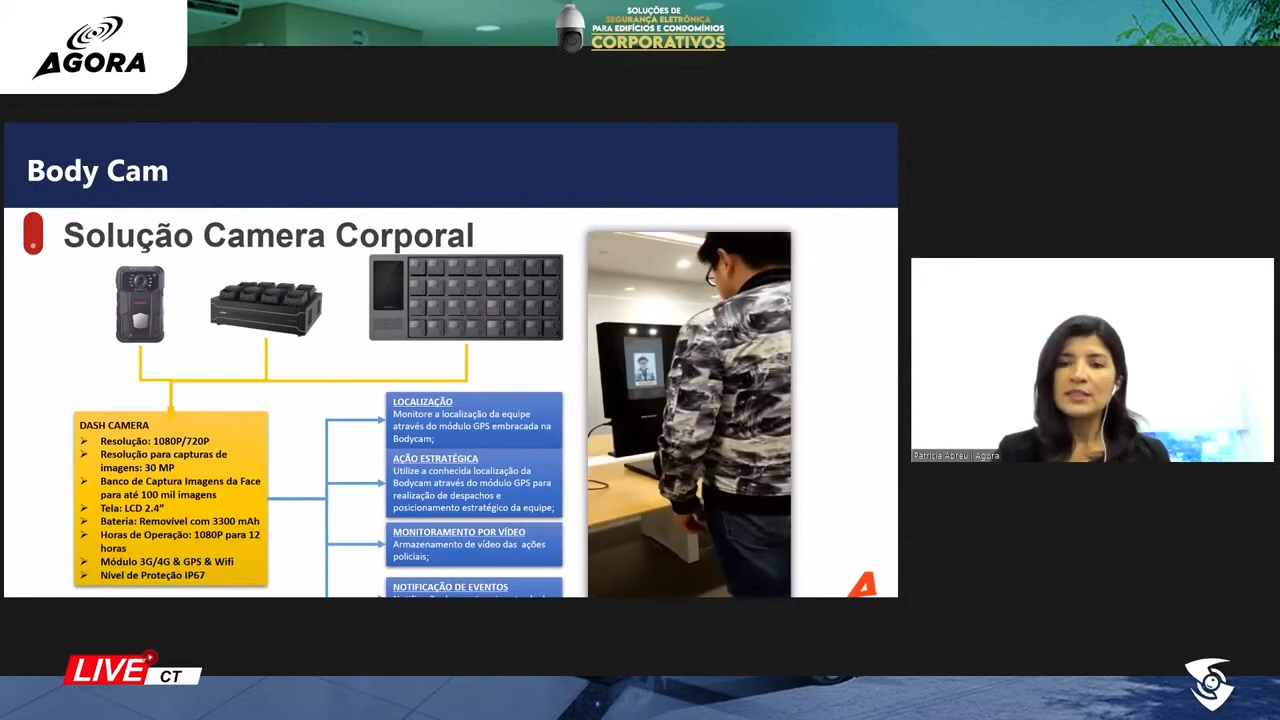 AGORA
SOLUÇÕES DE
SEGURANÇA ELETRÔNICA
PARA EDIFÍCIOS E CONDOMÍNIOS
CORPORATIVOS
Body Cam
Solução Camera Corporal
DASH CAMERA
Resolução: 1080P/720P
Resolução para capturas de
imagens: 30 MP
Banco de Captura Imagens da Face
para até 100 mil imagens
Tela: LCD 2.4”
Bateria: Removível com 3300 mAh
Horas de Operação: 1080P para 12
horas
Módulo 3G/4G & GPS & Wifi
Nível de Proteção IP67
LOCALIZAÇÃO
Monitore a localização da equipe
através do módulo GPS embracada na
Bodycam;
AÇÃO ESTRATÉGICA
Utilize a conhecida localização da
Bodycam através do módulo GPS para
realização de despachos e
posicionamento estratégico da equipe;
MONITORAMENTO POR VÍDEO
Armazenamento de vídeo das ações
policiais;
NOTIFICAÇÃO DE EVENTOS
Patricia Abreu | Agora
LIVE
CT